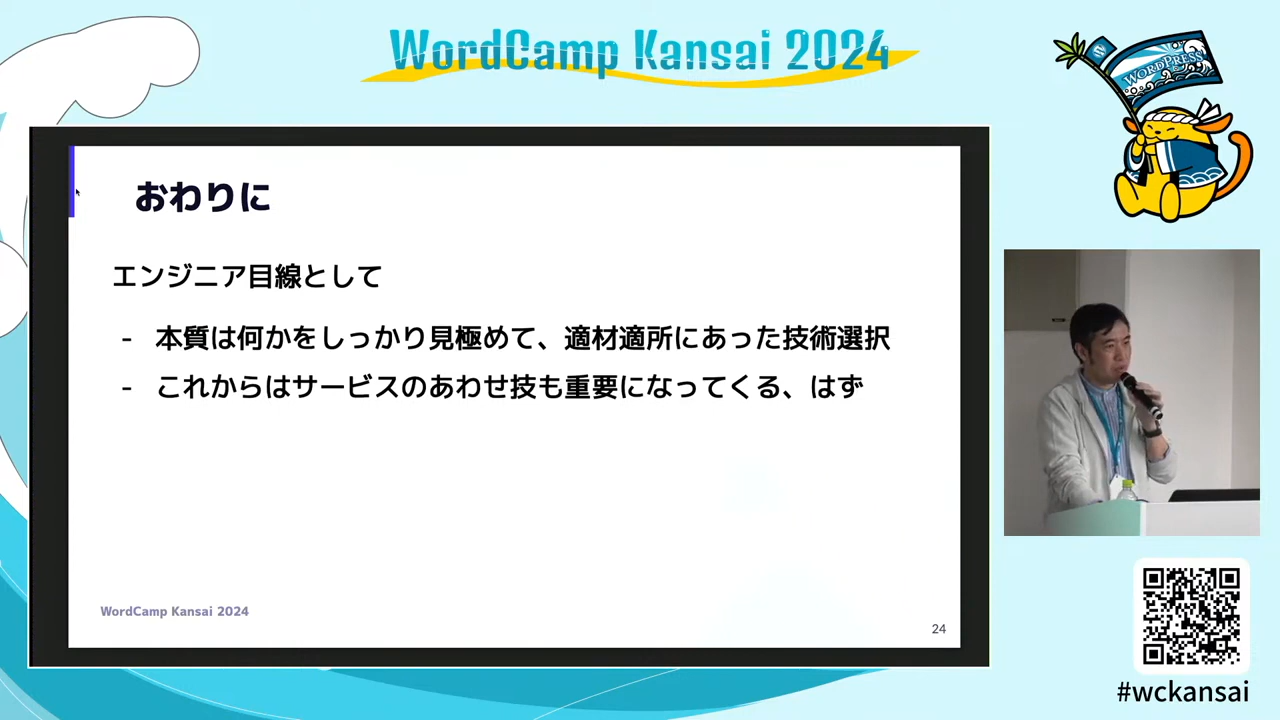 WordCamp Kansai 2024
W
WORDPRESS
おわりに
エンジニア目線として
- 本質は何かをしっかり見極めて、適材適所にあった技術選択
- これからはサービスのあわせ技も重要になってくる、はず
WordCamp Kansai 2024
24
#wckansai